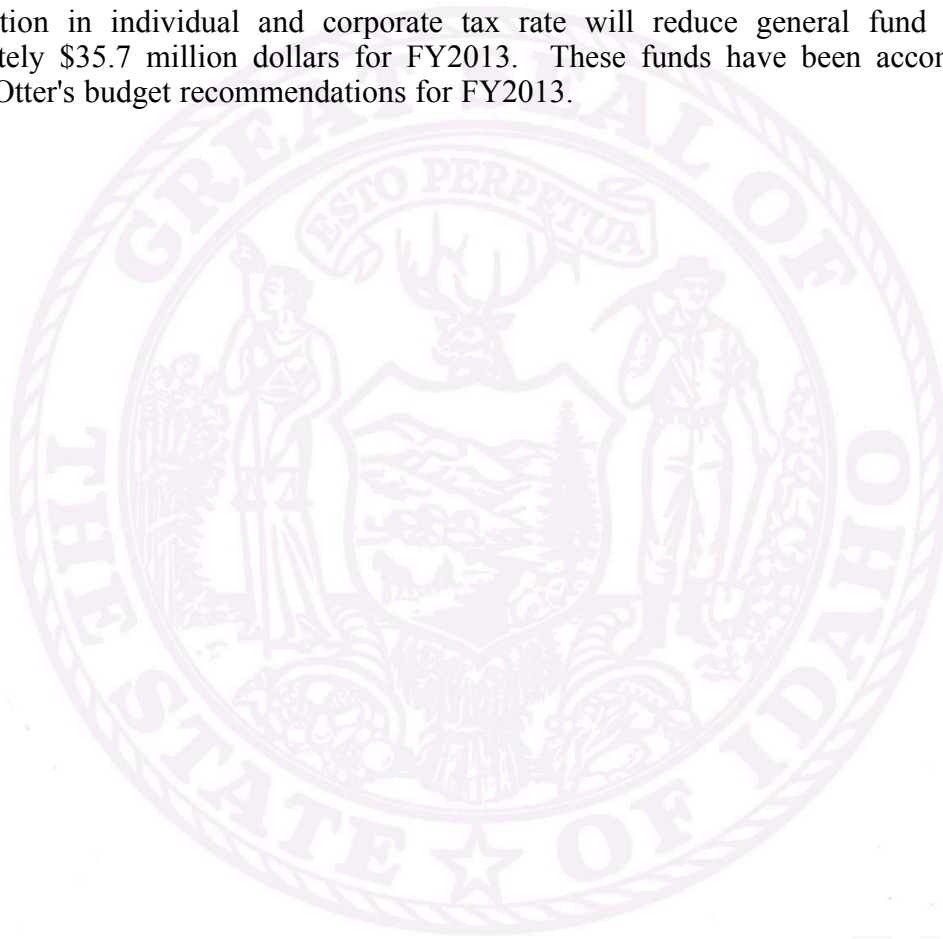 tion in individual and corporate tax rate will reduce general fund
tely $35.7 million dollars for FY2013. These funds have been accor
Otter's budget recommendations for FY2013.
GREAT SEAL OF
ESTO PERPETUA
THE STATE OF IDAHO